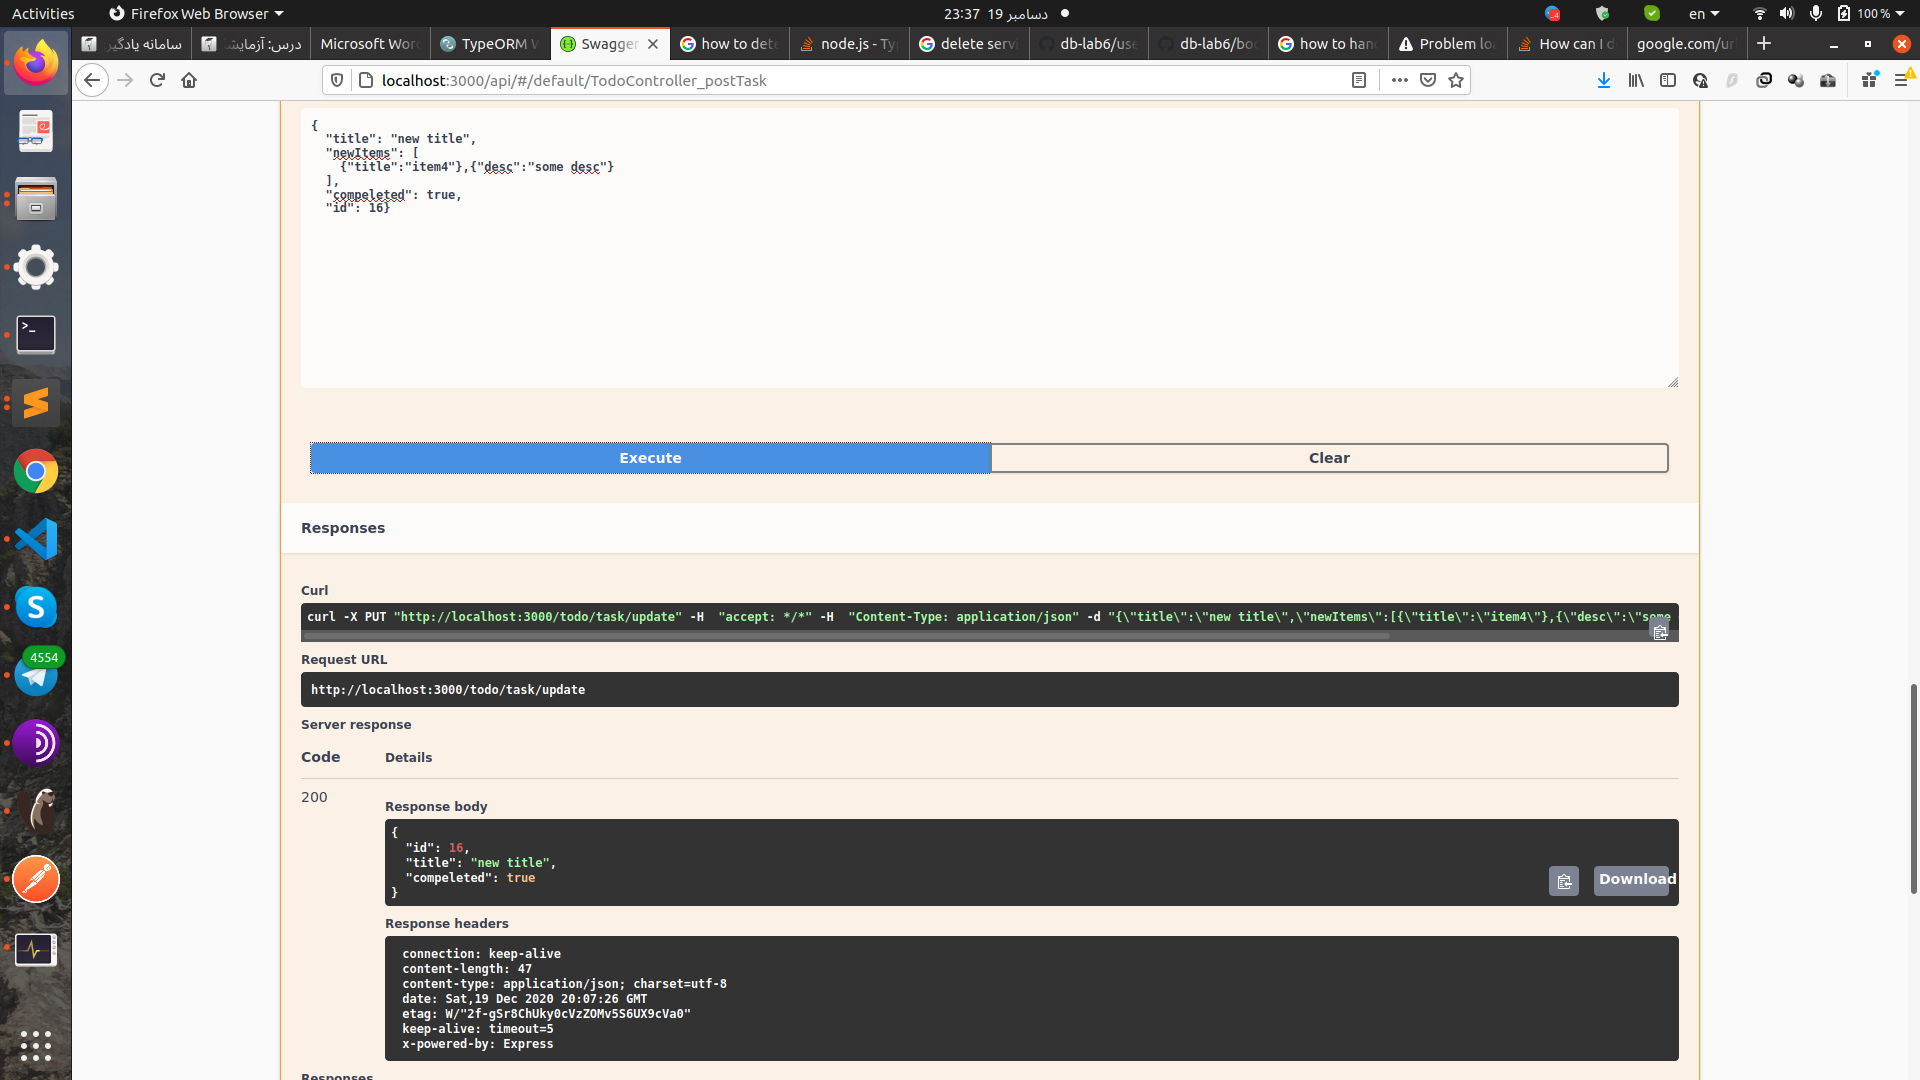 Activities
Firefox Web Browser
23:37 19 دسامبر
en
100 %
سامانه یادگیر
درس: آزمایش
Microsoft Wor
TypeORM
Swagger
how to dete
node.js - Ty
delete servi
db-lab6/use
db-lab6/bo
how to han
Problem lo
How can I d
google.com/ur
localhost:3000/api/#/default/TodoController_postTask
{
"title": "new title",
"newItems": [
{"title":"item4"},{"desc":"some desc"}
],
"compeleted": true,
"id": 16}
Execute
Clear
Responses
Curl
curl -X PUT "http://localhost:3000/todo/task/update" -H  "accept: */*" -H  "Content-Type: application/json" -d "{\"title\":\"new title\",\"newItems\":[{\"title\":\"item4\"},{\"desc\":\"some
Request URL
http://localhost:3000/todo/task/update
Server response
Code
Details
200
Response body
{
"id": 16,
"title": "new title",
"compeleted": true
}
Download
Response headers
connection: keep-alive
content-length: 47
content-type: application/json; charset=utf-8
date: Sat,19 Dec 2020 20:07:26 GMT
etag: W/"2f-gSr8ChUky0cVzZOMv5S6UX9cVa0"
keep-alive: timeout=5
x-powered-by: Express
Responses
4554